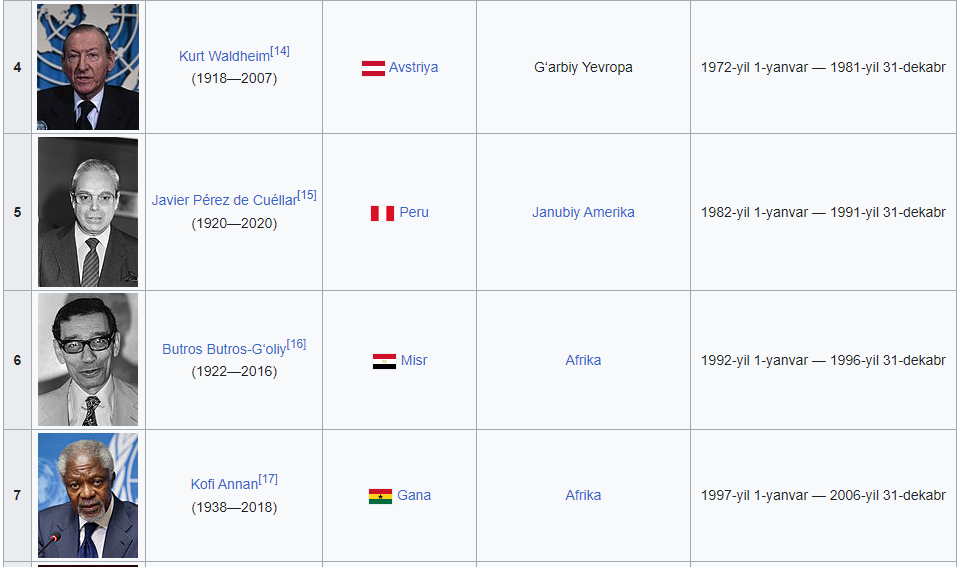 4
Kurt Waldheim[14]
(1918—2007)
Avstriya
Gʻarbiy Yevropa
1972-yil 1-yanvar — 1981-yil 31-dekabr
5
Javier Pérez de Cuéllar[15]
(1920—2020)
Peru
Janubiy Amerika
1982-yil 1-yanvar — 1991-yil 31-dekabr
6
Butros Butros-Gʻoliy[16]
(1922—2016)
Misr
Afrika
1992-yil 1-yanvar — 1996-yil 31-dekabr
7
Kofi Annan[17]
(1938—2018)
Gana
Afrika
1997-yil 1-yanvar — 2006-yil 31-dekabr